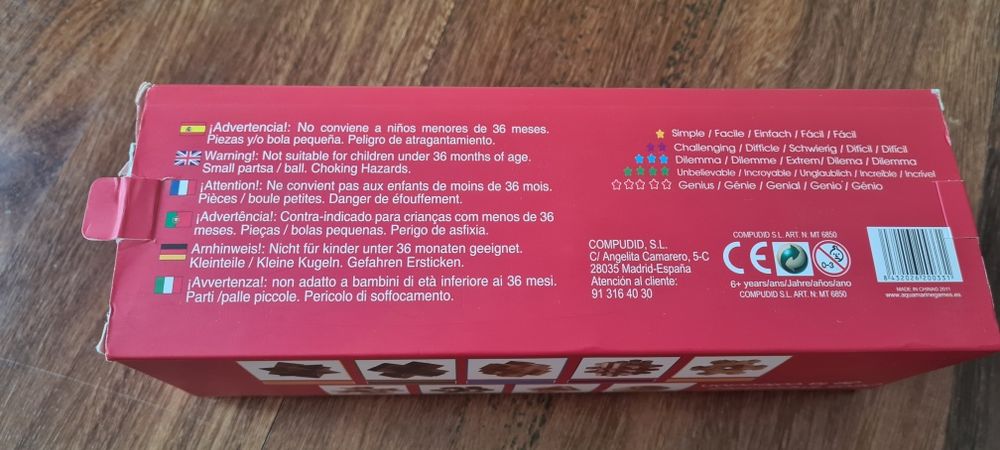 ¡Advertencia!: No conviene a niños menores de 36 meses.
Piezas y/o bola pequeña. Peligro de atragantamiento.
Warning!: Not suitable for children under 36 months of age.
Small partsa / ball. Choking Hazards.
¡Attention!: Ne convient pas aux enfants de moins de 36 mois.
Pièces / boule petites. Danger de éfouffement.
¡Advertência!: Contra-indicado para crianças com menos de 36
meses. Pieças / bolas pequenas. Perigo de asfixia.
Arnhinweis!: Nicht für kinder unter 36 monaten geeignet.
Kleinteile / Kleine Kugeln. Gefahren Ersticken.
¡Avvertenza!: non adatto a bambini di età inferiore ai 36 mesi.
Parti /palle piccole. Pericolo di soffocamento.
Simple / Facile / Einfach / Fácil / Fácil
Challenging / Difficle / Schwierig / Difícil / Difícil
Dilemma / Dilemme / Extrem / Dilema / Dilemma
Unbelievable / Incroyable / Unglaublich / Increíble / Incrível
Genius / Génie / Genial / Genio / Génio
COMPUDID, S.L.
C/ Angelita Camarero, 5-C
28035 Madrid-España
Atención al cliente:
91 316 40 30
COMPUDID S.L. ART. N: MT 6850
CE
0-3
6+ years/ans/Jahre/años/ano
COMPUDID S.L. ART. N: MT 6850
8 432026 200331
MADE IN CHINA© 2011
www.aquamarinegames.es